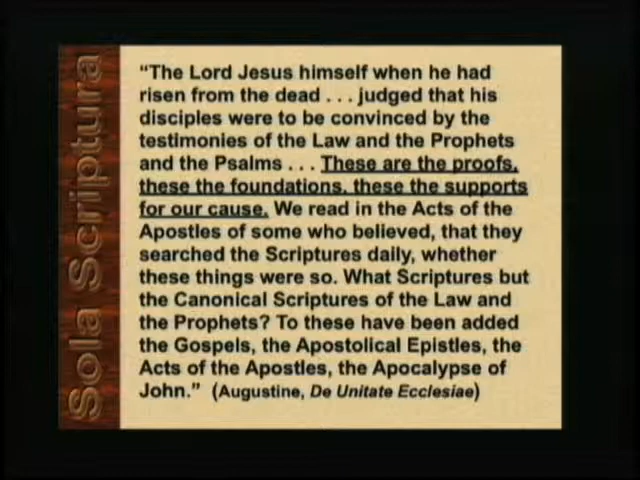 Sola Scriptura
“The Lord Jesus himself when he had
risen from the dead . . . judged that his
disciples were to be convinced by the
testimonies of the Law and the Prophets
and the Psalms . . . These are the proofs,
these the foundations, these the supports
for our cause. We read in the Acts of the
Apostles of some who believed, that they
searched the Scriptures daily, whether
these things were so. What Scriptures but
the Canonical Scriptures of the Law and
the Prophets? To these have been added
the Gospels, the Apostolical Epistles, the
Acts of the Apostles, the Apocalypse of
John.” (Augustine, De Unitate Ecclesiae)